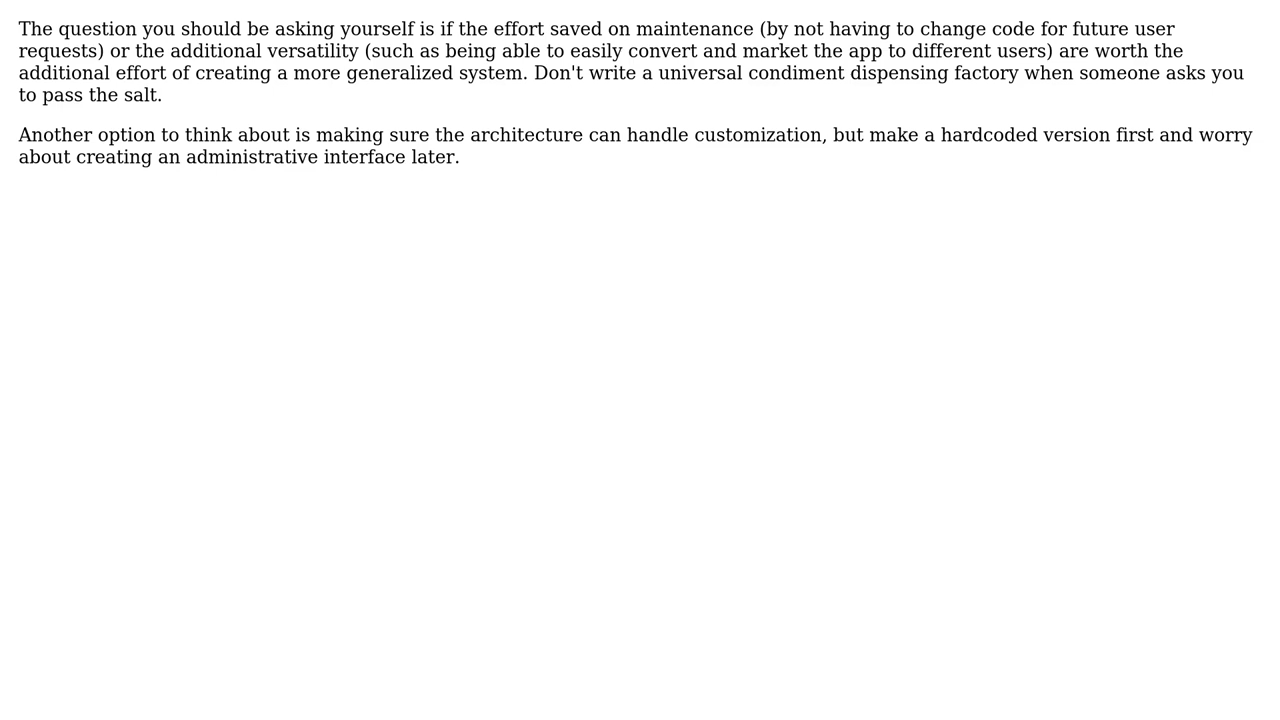 The question you should be asking yourself is if the effort saved on maintenance (by not having to change code for future user
requests) or the additional versatility (such as being able to easily convert and market the app to different users) are worth the
additional effort of creating a more generalized system. Don't write a universal condiment dispensing factory when someone asks you
to pass the salt.
Another option to think about is making sure the architecture can handle customization, but make a hardcoded version first and worry
about creating an administrative interface later.